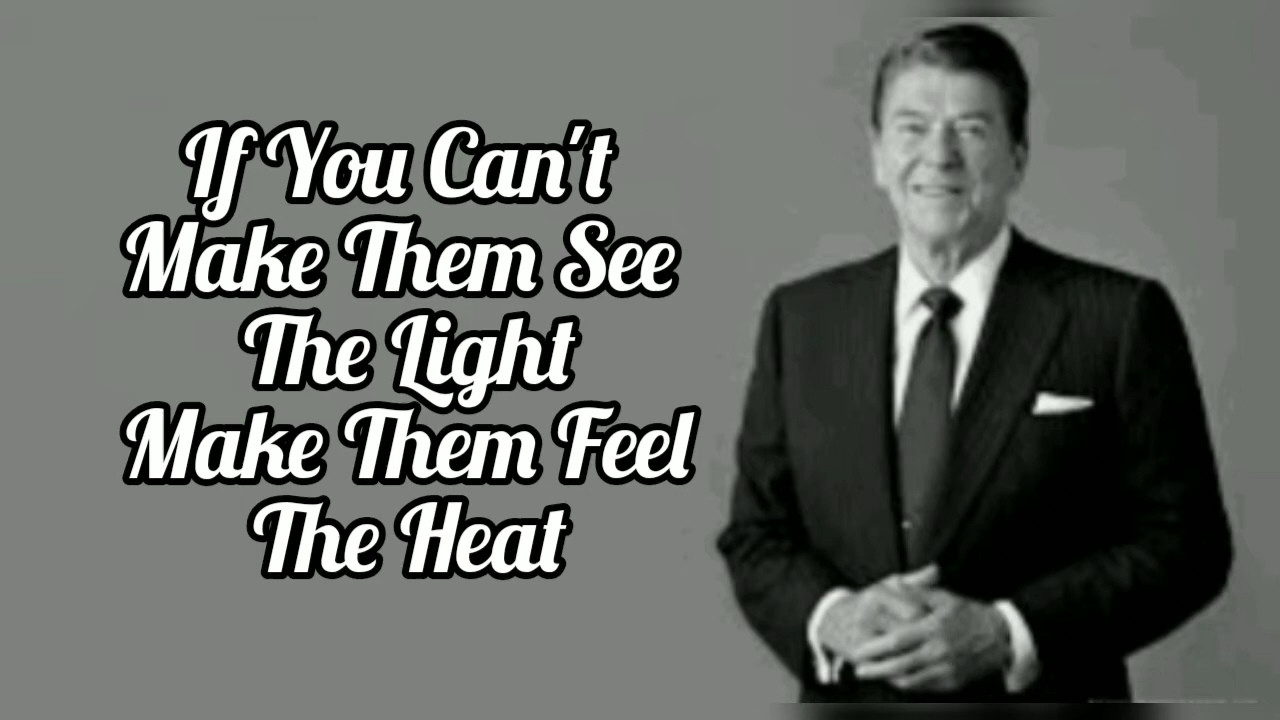 If You Can't
Make Them See
The Light
Make Them Feel
The Heat